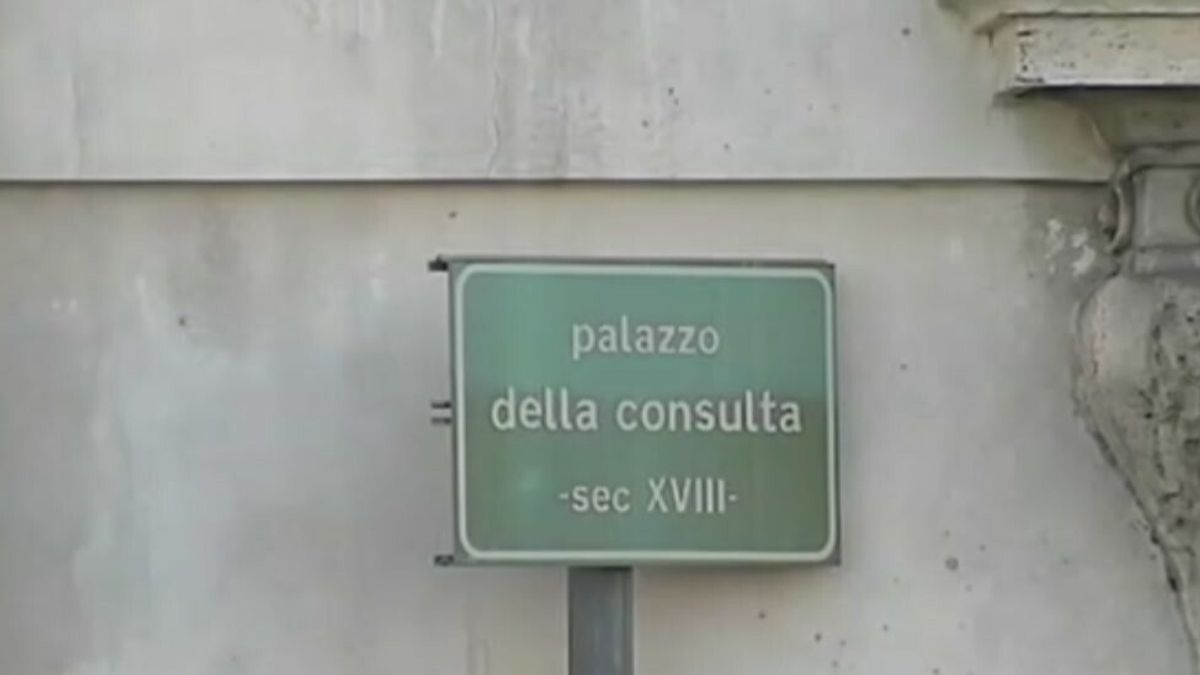 palazzo
della consulta
-sec XVIII-